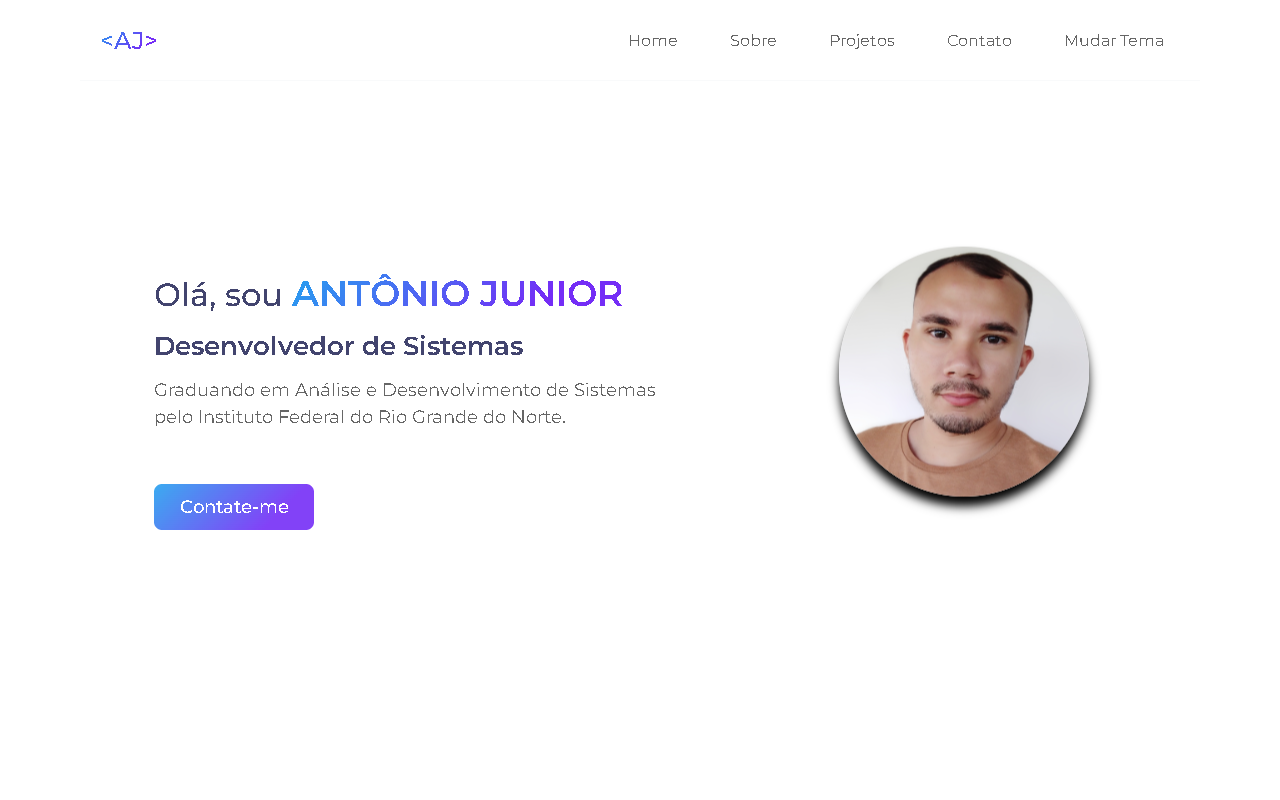 <AJ>
Home Sobre Projetos Contato Mudar Tema
Olá, sou ANTÔNIO JUNIOR
Desenvolvedor de Sistemas
Graduando em Análise e Desenvolvimento de Sistemas
pelo Instituto Federal do Rio Grande do Norte.
Contate-me